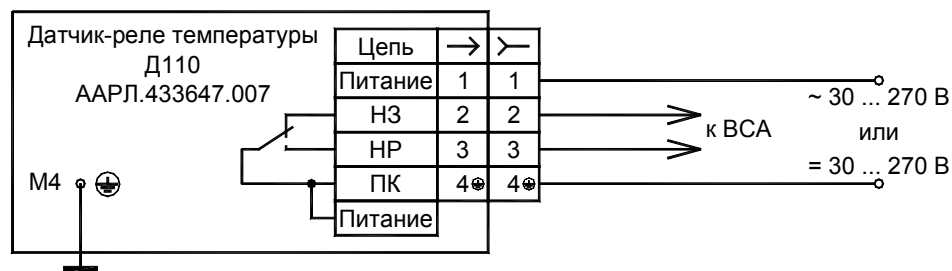 Датчик-реле температуры
Д110
ААРЛ.433647.007
Цепь
Питание 1 1
НЗ 2 2
НР 3 3
ПК 4 4
Питание
М4
к ВСА
~ 30 ... 270 В
или
= 30 ... 270 В